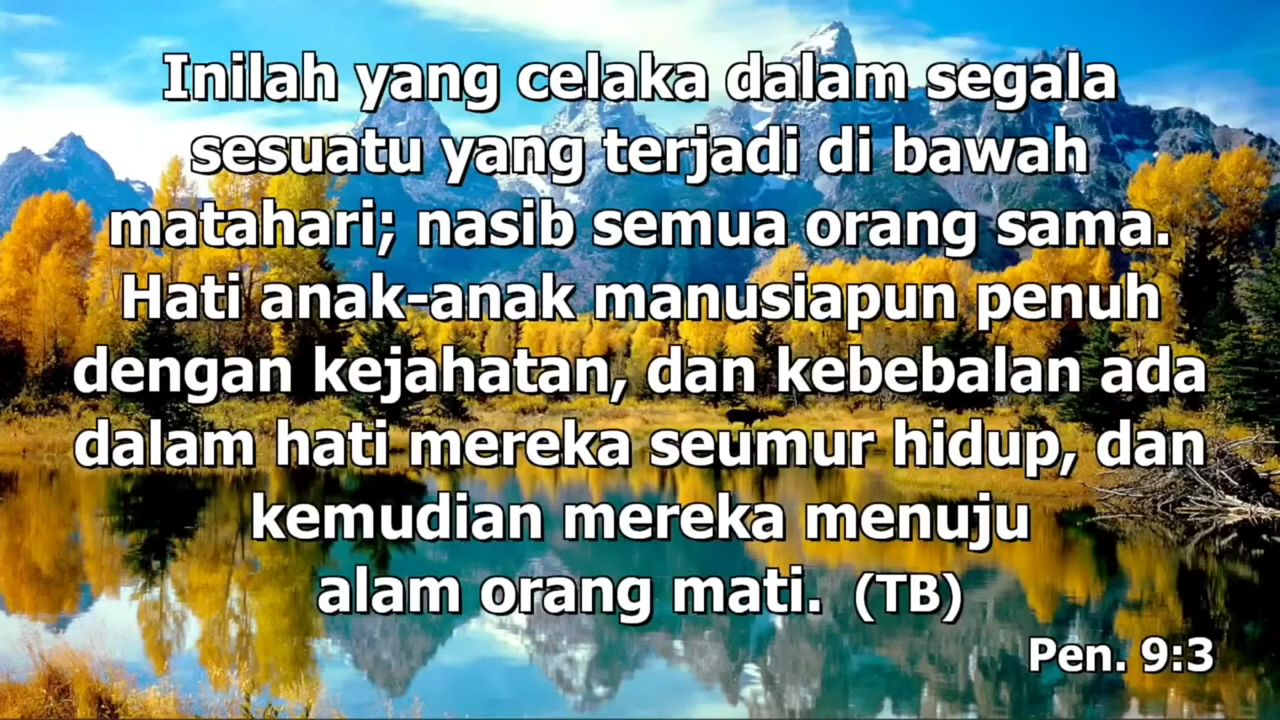 Inilah yang celaka dalam segala
sesuatu yang terjadi di bawah
matahari; nasib semua orang sama.
Hati anak-anak manusiapun penuh
dengan kejahatan, dan kebebalan ada
dalam hati mereka seumur hidup, dan
kemudian mereka menuju
alam orang mati. (TB)
Pen. 9:3